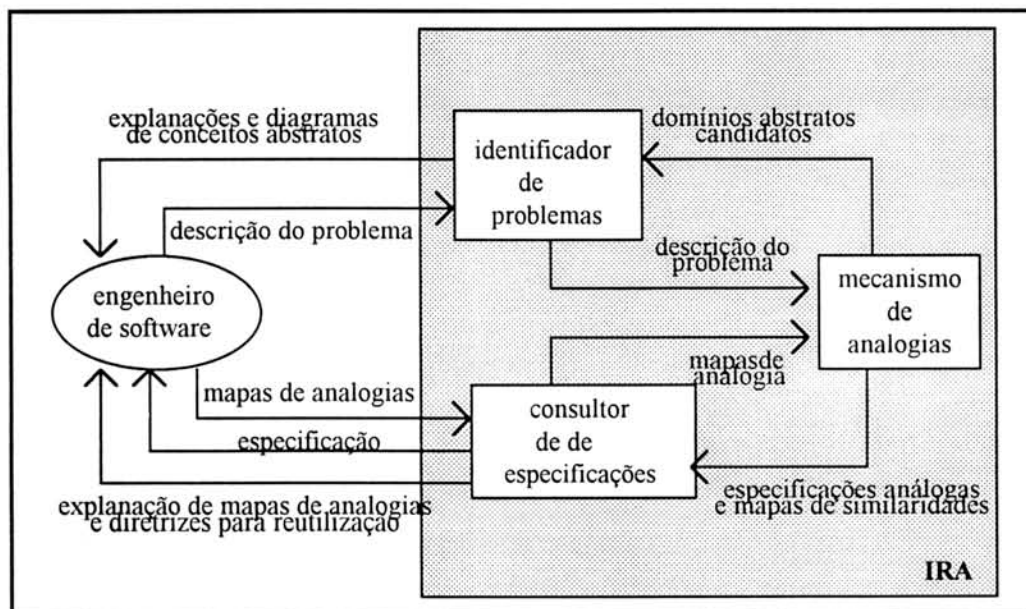 explanações e diagramas
de conceitos abstratos
domínios abstratos
candidatos
identificador
de
problemas
descrição do problema
descrição do
problema
engenheiro
de software
mecanismo
de
analogias
mapasde
analogia
mapas de analogias
consultor
de de
especificações
especificação
explanação de mapas de analogias
e diretrizes para reutilização
especificações análogas
e mapas de similaridades
IRA